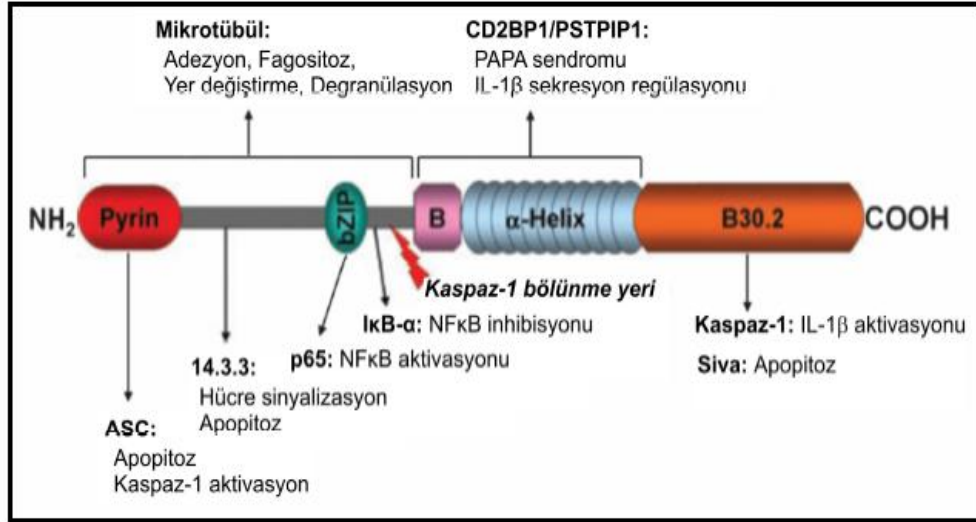 Mikrotübül:
Adezyon, Fagositoz,
Yer değiştirme, Degranülasyon
CD2BP1/PSTPIP1:
PAPA sendromu
IL-1β sekresyon regülasyonu
NH2 Pyrin bZIP B α-Helix B30.2 COOH
Kaspaz-1 bölünme yeri
IκB-α: NFκB inhibisyonu
p65: NFκB aktivasyonu
14.3.3:
Hücre sinyalizasyon
Apopitoz
ASC:
Apopitoz
Kaspaz-1 aktivasyon
Kaspaz-1: IL-1β aktivasyonu
Siva: Apopitoz